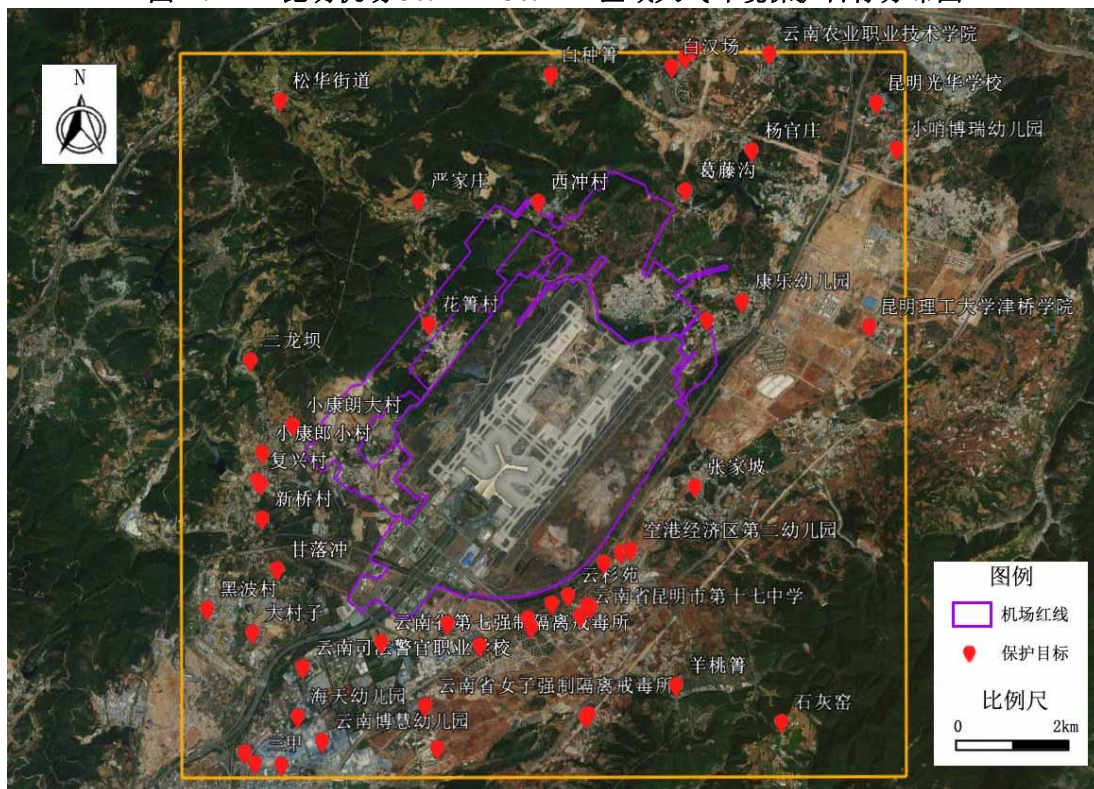 云南农业职业技术学院
白汉场
白种箐
N
松华街道
昆明光华学校
小哨博瑞幼儿园
杨官庄
葛藤沟
严家庄
西冲村
康乐幼儿园
花箐村
昆明理工大学津桥学院
二龙坝
小康朗大村
小康郎小村
复兴村
张家坡
新桥村
空港经济区第二幼儿园
甘落冲
云杉苑
黑波村
云南省昆明市第十七中学
大村子
云南省第七强制隔离戒毒所
云南司法警官职业学校
羊桃箐
云南省女子强制隔离戒毒所
海天幼儿园
石灰窑
云南博慧幼儿园
三甲
图例
机场红线
保护目标
比例尺
0 2km